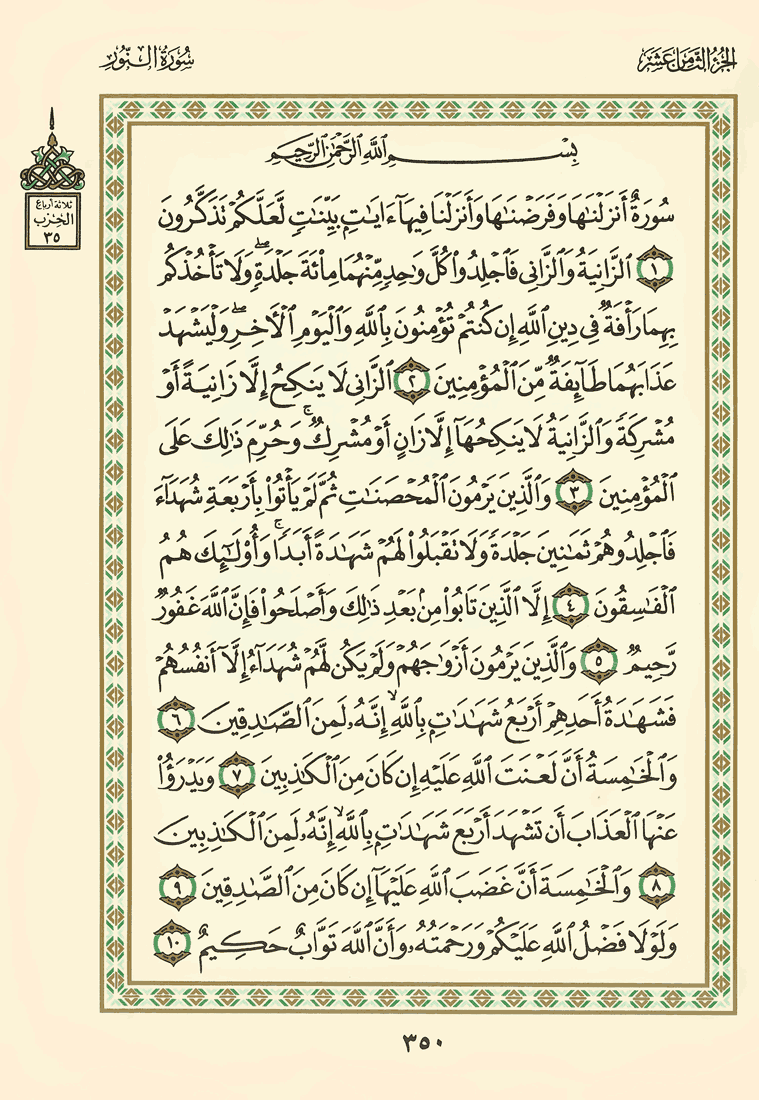 الجزء الثامن عشر
سورة النور
ثلاثة أرباع
الحزب
٣٥
بِسْمِ ٱللَّهِ ٱلرَّحْمَٰنِ ٱلرَّحِيمِ
سُورَةٌ أَنزَلْنَٰهَا وَفَرَضْنَٰهَا وَأَنزَلْنَا فِيهَآ ءَايَٰتٍۭ بَيِّنَٰتٍ لَّعَلَّكُمْ تَذَكَّرُونَ
١ ٱلزَّانِيَةُ وَٱلزَّانِى فَٱجْلِدُوا۟ كُلَّ وَٰحِدٍ مِّنْهُمَا مِا۟ئَةَ جَلْدَةٍ ۖ وَلَا تَأْخُذْكُم
بِهِمَا رَأْفَةٌ فِى دِينِ ٱللَّهِ إِن كُنتُمْ تُؤْمِنُونَ بِٱللَّهِ وَٱلْيَوْمِ ٱلْـَٔاخِرِ ۖ وَلْيَشْهَدْ
عَذَابَهُمَا طَآئِفَةٌ مِّنَ ٱلْمُؤْمِنِينَ ٢ ٱلزَّانِى لَا يَنكِحُ إِلَّا زَانِيَةً أَوْ
مُشْرِكَةً وَٱلزَّانِيَةُ لَا يَنكِحُهَآ إِلَّا زَانٍ أَوْ مُشْرِكٌ ۚ وَحُرِّمَ ذَٰلِكَ عَلَى
ٱلْمُؤْمِنِينَ ٣ وَٱلَّذِينَ يَرْمُونَ ٱلْمُحْصَنَٰتِ ثُمَّ لَمْ يَأْتُوا۟ بِأَرْبَعَةِ شُهَدَآءَ
فَٱجْلِدُوهُمْ ثَمَٰنِينَ جَلْدَةً وَلَا تَقْبَلُوا۟ لَهُمْ شَهَٰدَةً أَبَدًا ۚ وَأُو۟لَٰٓئِكَ هُمُ
ٱلْفَٰسِقُونَ ٤ إِلَّا ٱلَّذِينَ تَابُوا۟ مِنۢ بَعْدِ ذَٰلِكَ وَأَصْلَحُوا۟ فَإِنَّ ٱللَّهَ غَفُورٌ
رَّحِيمٌ ٥ وَٱلَّذِينَ يَرْمُونَ أَزْوَٰجَهُمْ وَلَمْ يَكُن لَّهُمْ شُهَدَآءُ إِلَّآ أَنفُسُهُمْ
فَشَهَٰدَةُ أَحَدِهِمْ أَرْبَعُ شَهَٰدَٰتٍۭ بِٱللَّهِ ۙ إِنَّهُۥ لَمِنَ ٱلصَّٰدِقِينَ ٦
وَٱلْخَٰمِسَةُ أَنَّ لَعْنَتَ ٱللَّهِ عَلَيْهِ إِن كَانَ مِنَ ٱلْكَٰذِبِينَ ٧ وَيَدْرَؤُا۟
عَنْهَا ٱلْعَذَابَ أَن تَشْهَدَ أَرْبَعَ شَهَٰدَٰتٍۭ بِٱللَّهِ ۙ إِنَّهُۥ لَمِنَ ٱلْكَٰذِبِينَ
٨ وَٱلْخَٰمِسَةَ أَنَّ غَضَبَ ٱللَّهِ عَلَيْهَآ إِن كَانَ مِنَ ٱلصَّٰدِقِينَ ٩
وَلَوْلَا فَضْلُ ٱللَّهِ عَلَيْكُمْ وَرَحْمَتُهُۥ وَأَنَّ ٱللَّهَ تَوَّابٌ حَكِيمٌ ١٠
٣٥٠